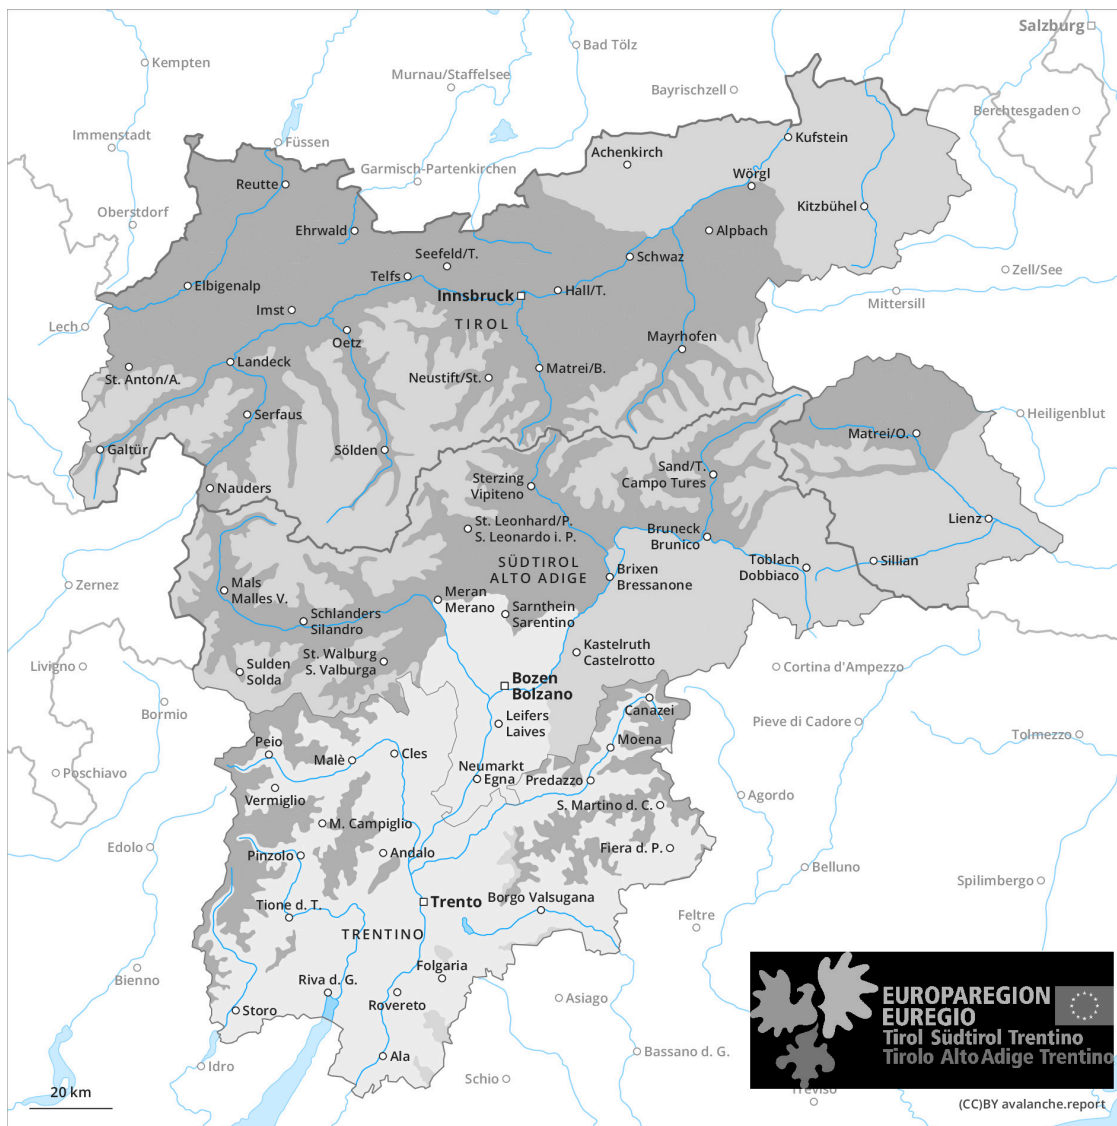 Salzburg
Bad Tölz
Kempten
Murnau/Staffelsee
Bayrischzell
Berchtesgaden
Immenstadt
Kufstein
Füssen
Achenkirch
Garmisch-Partenkirchen
Wörgl
Reutte
Kitzbühel
Oberstdorf
Ehrwald
Alpbach
Seefeld/T.
Schwaz
Telfs
Zell/See
Elbigenalp
Innsbruck
Hall/T.
Mittersill
Imst
TIROL
Lech
Oetz
Mayrhofen
Landeck
Matrei/B.
St. Anton/A.
Neustift/St.
Serfaus
Heiligenblut
Matrei/O.
Galtür
Sölden
Sand/T.
Campo Tures
Sterzing
Vipiteno
Nauders
Lienz
St. Leonhard/P.
S. Leonardo i. P.
Bruneck
Brunico
SÜDTIROL
ALTO ADIGE
Toblach
Dobbiaco
Sillian
Brixen
Bressanone
Zernez
Mals
Malles V.
Meran
Merano
Sarnthein
Sarentino
Schlanders
Silandro
Kastelruth
Castelrotto
St. Walburg
S. Valburga
Livigno
Sulden
Solda
Cortina d'Ampezzo
Bozen
Bolzano
Canazei
Bormio
Leifers
Laives
Pieve di Cadore
Tolmezzo
Peio
Malè
Cles
Moena
Poschiavo
Neumarkt
Egna
Predazzo
Vermiglio
Agordo
S. Martino d. C.
M. Campiglio
Edolo
Pinzolo
Andalo
Fiera d. P.
Belluno
Spilimbergo
Tione d. T.
Trento
Borgo Valsugana
Feltre
TRENTINO
Bienno
Folgaria
Riva d. G.
Rovereto
Asiago
Storo
EUROPAREGION
EUREGIO
Tirol Südtirol Trentino
Tirolo Alto Adige Trentino
Ala
Bassano d. G.
Idro
Schio
Treviso
20 km
(CC)BY avalanche.report